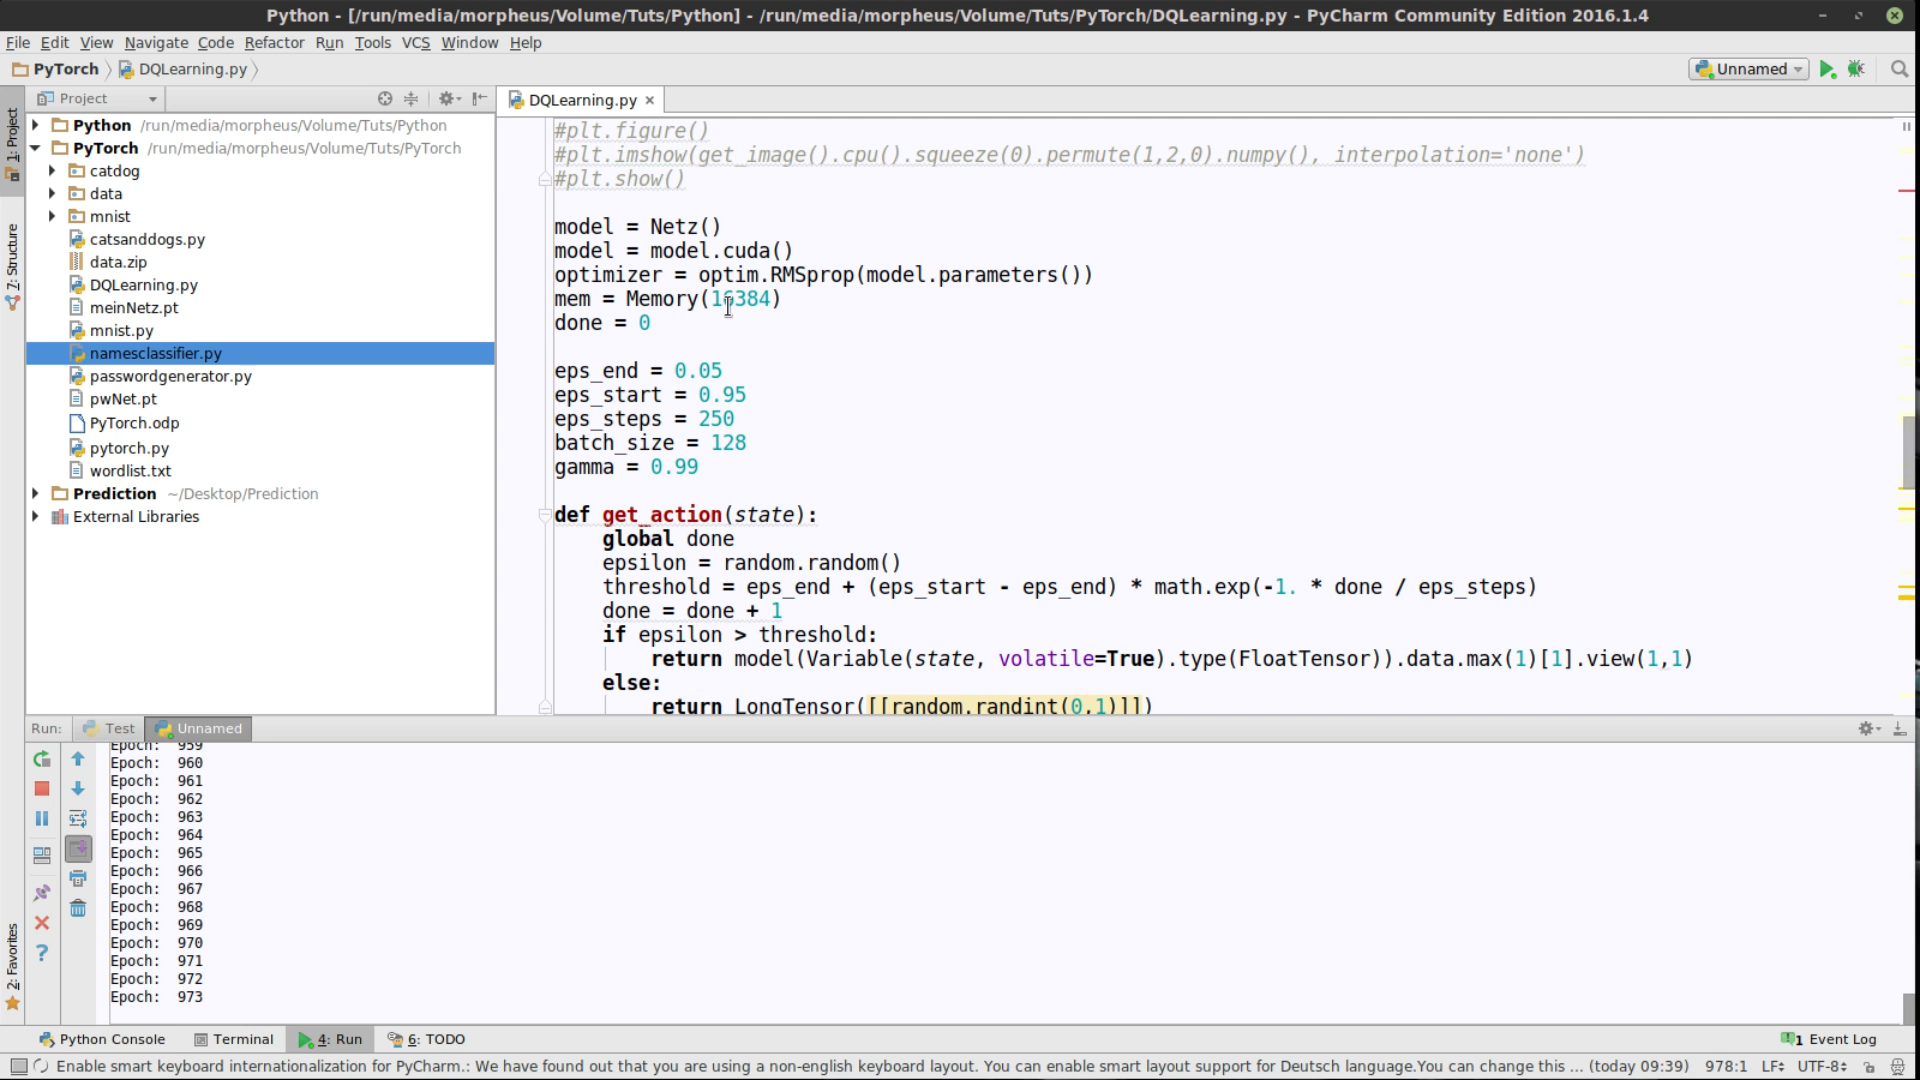 Python - [/run/media/morpheus/Volume/Tuts/Python] - /run/media/morpheus/Volume/Tuts/PyTorch/DQLearning.py - PyCharm Community Edition 2016.1.4
File Edit View Navigate Code Refactor Run Tools VCS Window Help
PyTorch DQLearning.py Unnamed
Project
DQLearning.py
1: Project
7: Structure
2: Favorites
Python /run/media/morpheus/Volume/Tuts/Python
PyTorch /run/media/morpheus/Volume/Tuts/PyTorch
catdog
data
mnist
catsanddogs.py
data.zip
DQLearning.py
meinNetz.pt
mnist.py
namesclassifier.py
passwordgenerator.py
pwNet.pt
PyTorch.odp
pytorch.py
wordlist.txt
Prediction ~/Desktop/Prediction
External Libraries
#plt.figure()
#plt.imshow(get_image().cpu().squeeze(0).permute(1,2,0).numpy(), interpolation='none')
#plt.show()
model = Netz()
model = model.cuda()
optimizer = optim.RMSprop(model.parameters())
mem = Memory(16384)
done = 0
eps_end = 0.05
eps_start = 0.95
eps_steps = 250
batch_size = 128
gamma = 0.99
def get_action(state):
global done
epsilon = random.random()
threshold = eps_end + (eps_start - eps_end) * math.exp(-1. * done / eps_steps)
done = done + 1
if epsilon > threshold:
return model(Variable(state, volatile=True).type(FloatTensor)).data.max(1)[1].view(1,1)
else:
return LongTensor([[random.randint(0,1)]])
Run: Test Unnamed
Epoch: 959
Epoch: 960
Epoch: 961
Epoch: 962
Epoch: 963
Epoch: 964
Epoch: 965
Epoch: 966
Epoch: 967
Epoch: 968
Epoch: 969
Epoch: 970
Epoch: 971
Epoch: 972
Epoch: 973
Python Console Terminal 4: Run 6: TODO 1 Event Log
Enable smart keyboard internationalization for PyCharm.: We have found out that you are using a non-english keyboard layout. You can enable smart layout support for Deutsch language.You can change this ... (today 09:39) 978:1 LF UTF-8